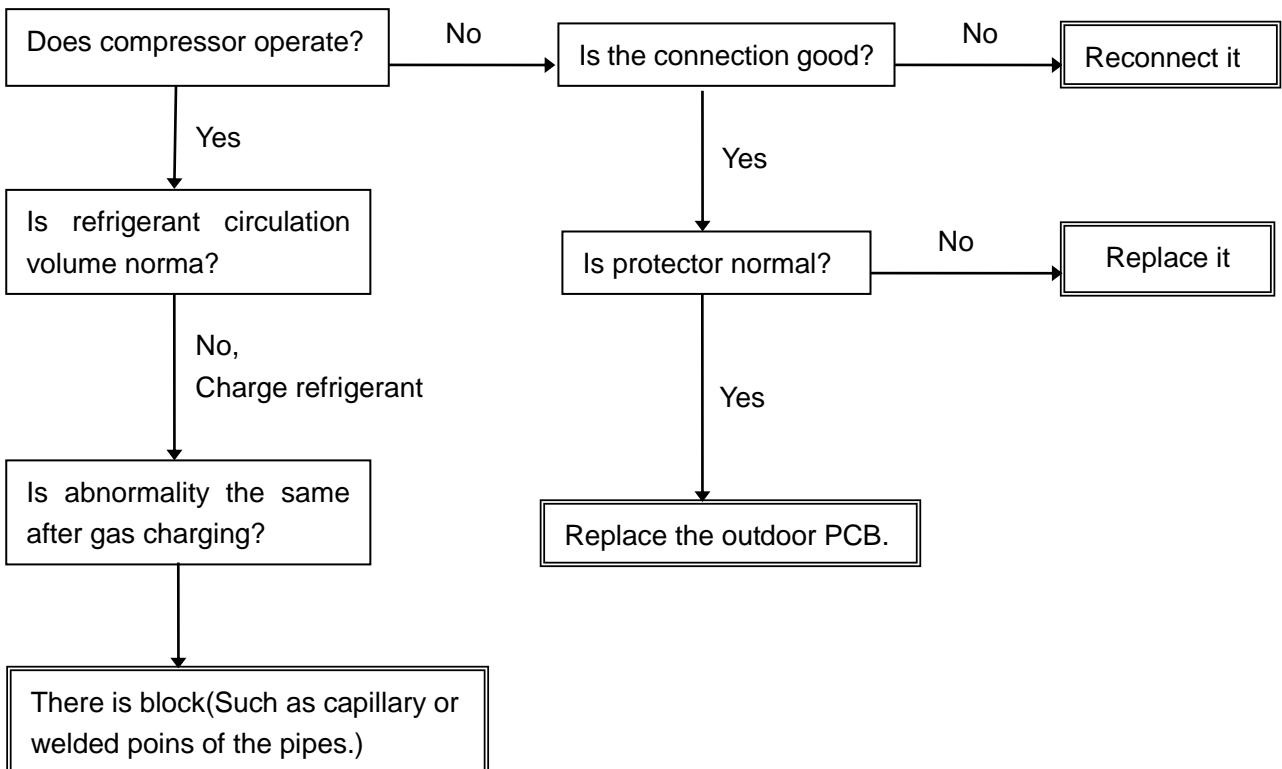 Does compressor operate?
No
Is the connection good?
No
Reconnect it
Yes
Yes
Is refrigerant circulation
volume norma?
Is protector normal?
No
Replace it
No,
Charge refrigerant
Yes
Is abnormality the same
after gas charging?
Replace the outdoor PCB.
There is block(Such as capillary or
welded poins of the pipes.)